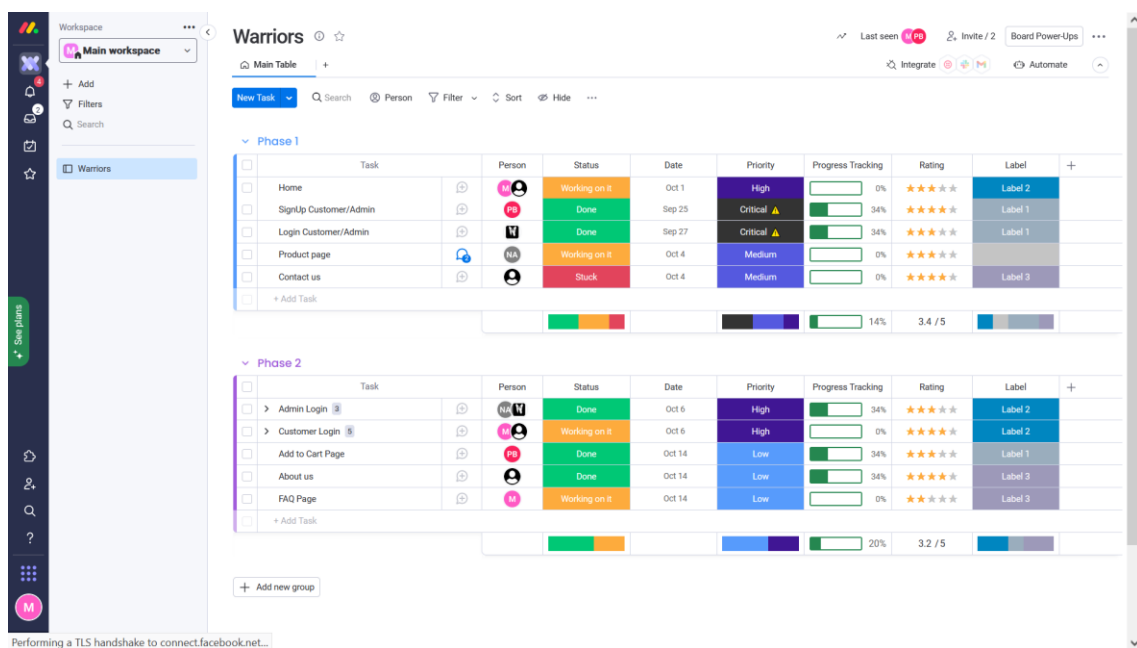 Workspace
M Main workspace
+ Add
Filters
Search
Warriors
4
2
See plans
?
M
Warriors
Last seen M PB Invite / 2 Board Power-Ups
Main Table + Integrate Automate
New Task Search Person Filter Sort Hide
Phase 1
Task Person Status Date Priority Progress Tracking Rating Label +
Home M Working on it Oct 1 High 0% Label 2
SignUp Customer/Admin PB Done Sep 25 Critical 34% Label 1
Login Customer/Admin Done Sep 27 Critical 34% Label 1
Product page NA Working on it Oct 4 Medium 0%
Contact us Stuck Oct 4 Medium 0% Label 3
+ Add Task
14% 3.4 / 5
Phase 2
Task Person Status Date Priority Progress Tracking Rating Label +
Admin Login 3 NA Done Oct 6 High 34% Label 2
Customer Login 5 M Working on it Oct 6 High 0% Label 2
Add to Cart Page PB Done Oct 14 Low 34% Label 1
About us Done Oct 14 Low 34% Label 3
FAQ Page M Working on it Oct 14 Low 0% Label 3
+ Add Task
20% 3.2 / 5
+ Add new group
Performing a TLS handshake to connect.facebook.net...